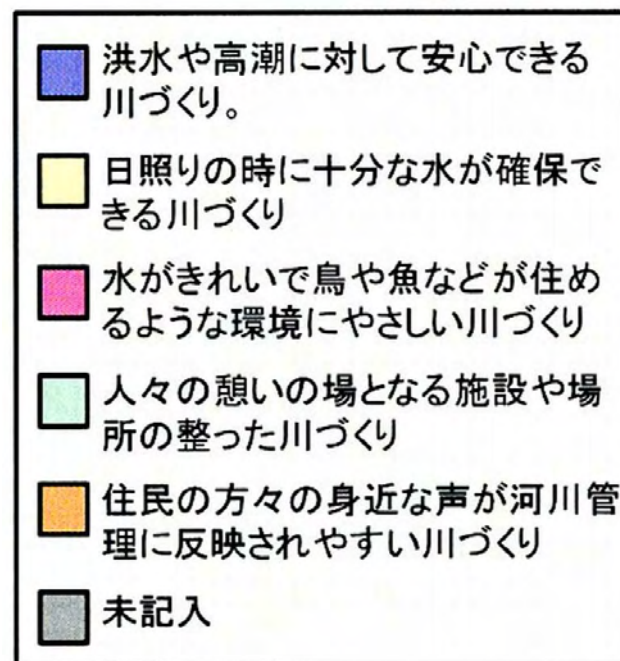 洪水や高潮に対して安心できる
川づくり。
日照りの時に十分な水が確保で
きる川づくり
水がきれいで鳥や魚などが住め
るような環境にやさしい川づくり
人々の憩いの場となる施設や場
所の整った川づくり
住民の方々の身近な声が河川管
理に反映されやすい川づくり
未記入